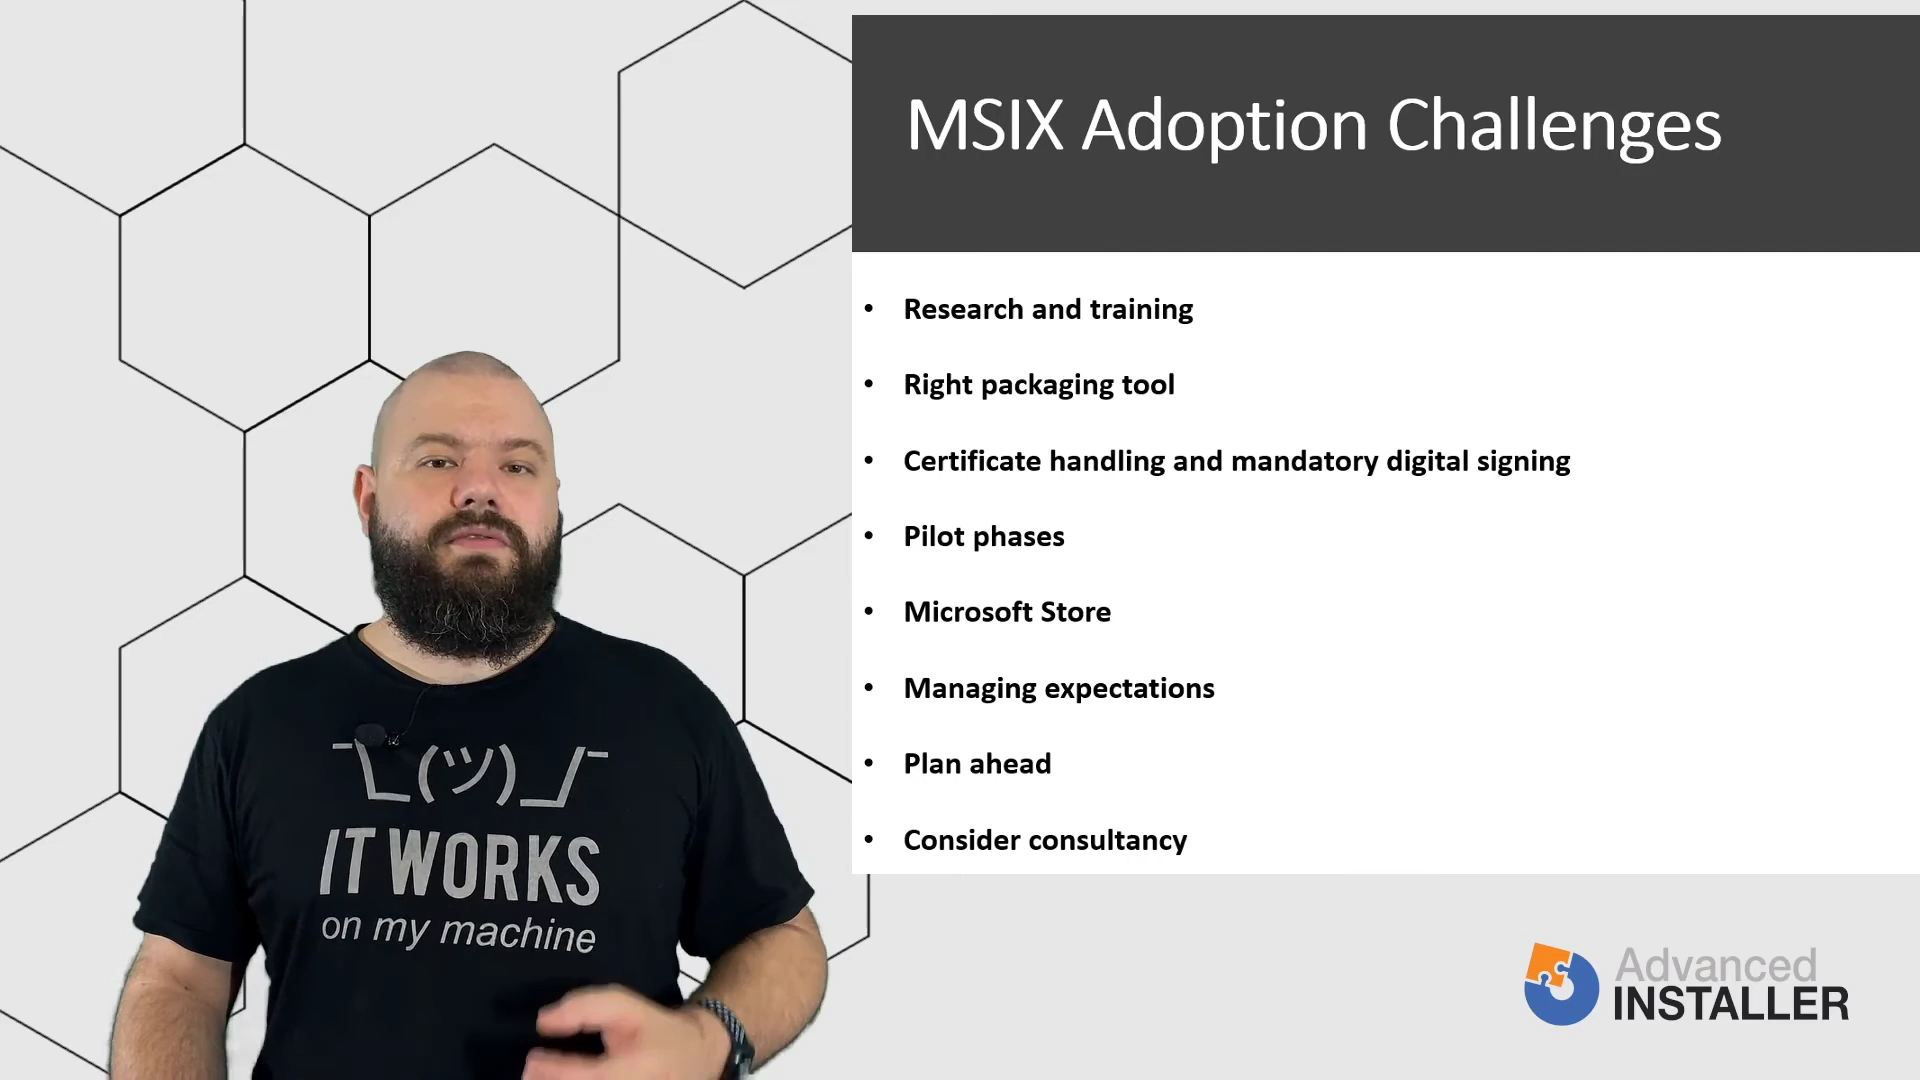 MSIX Adoption Challenges
• Research and training
• Right packaging tool
• Certificate handling and mandatory digital signing
• Pilot phases
• Microsoft Store
• Managing expectations
• Plan ahead
• Consider consultancy
¯\_(ツ)_/¯
IT WORKS
on my machine
Advanced
INSTALLER